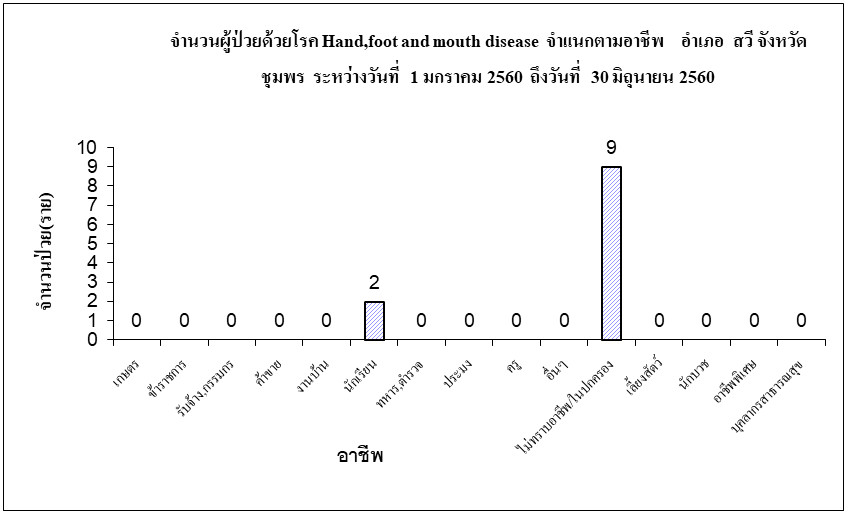 จำนวนผู้ป่วยด้วยโรค Hand,foot and mouth disease จำแนกตามอาชีพ อำเภอ สวี จังหวัด
ชุมพร ระหว่างวันที่ 1 มกราคม 2560 ถึงวันที่ 30 มิถุนายน 2560
จำนวนป่วย(ราย)
10
9
8
7
6
5
4
3
2
1
0
0 0 0 0 0 2 0 0 0 0 9 0 0 0 0
เกษตร
ข้าราชการ
รับจ้าง,กรรมกร
ค้าขาย
งานบ้าน
นักเรียน
ทหาร,ตำรวจ
ประมง
ครู
อื่นๆ
ไม่ทราบอาชีพ/ในปกครอง
เลี้ยงสัตว์
นักบวช
อาชีพพิเศษ
บุคลากรสาธารณสุข
อาชีพ